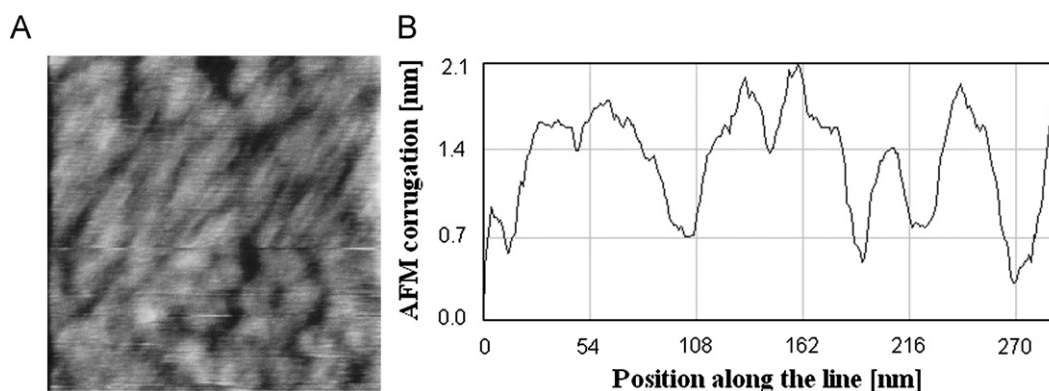 A
B
AFM corrugation [nm]
2.1
1.4
0.7
0.0
0 54 108 162 216 270
Position along the line [nm]